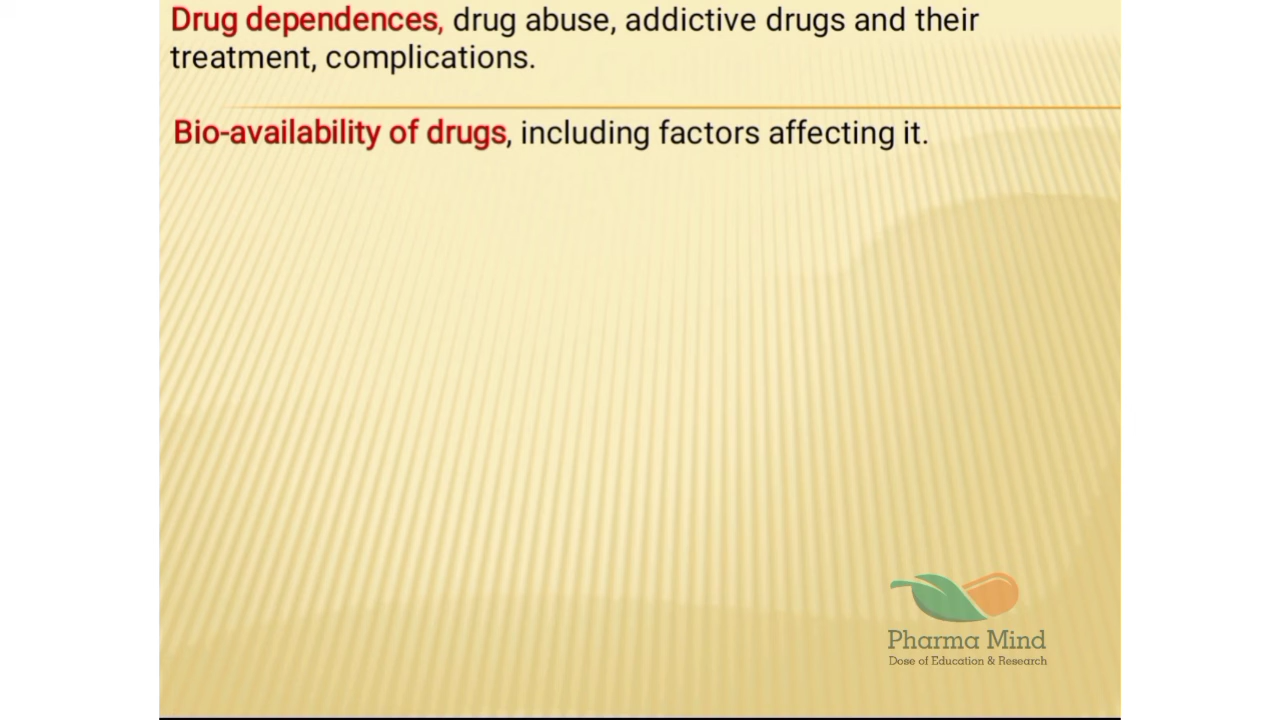 Drug dependences, drug abuse, addictive drugs and their
treatment, complications.
Bio-availability of drugs, including factors affecting it.
Pharma Mind
Dose of Education & Research